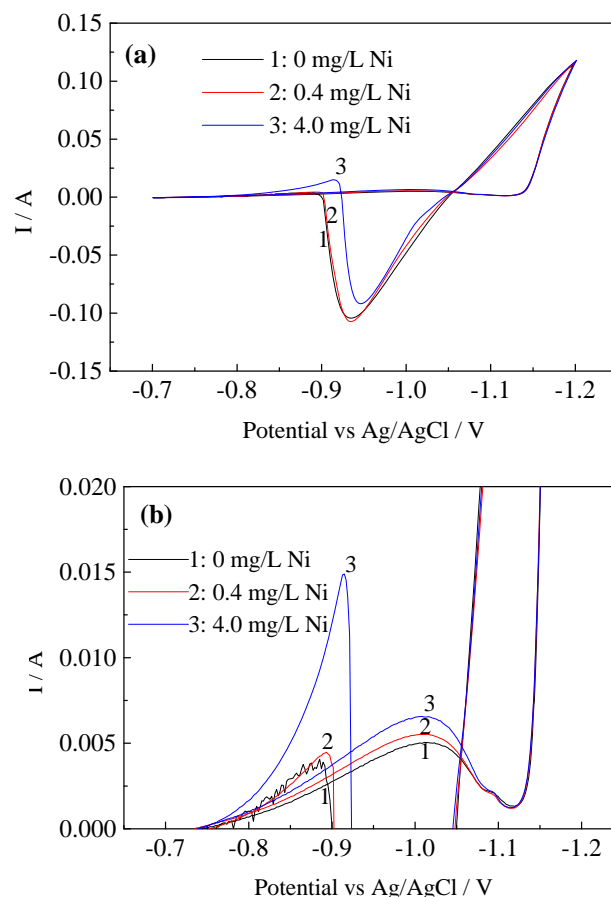 0.15
(a)
1: 0 mg/L Ni
0.10
2: 0.4 mg/L Ni
3: 4.0 mg/L Ni
0.05
3
0.00
I / A
2
1
-0.05
-0.10
-0.15
-0.7 -0.8 -0.9 -1.0 -1.1 -1.2
Potential vs Ag/AgCl / V
0.020
(b)
1: 0 mg/L Ni
2: 0.4 mg/L Ni
3
0.015
3: 4.0 mg/L Ni
I / A
0.010
3
2
2
0.005
1
1
0.000
-0.7 -0.8 -0.9 -1.0 -1.1 -1.2
Potential vs Ag/AgCl / V